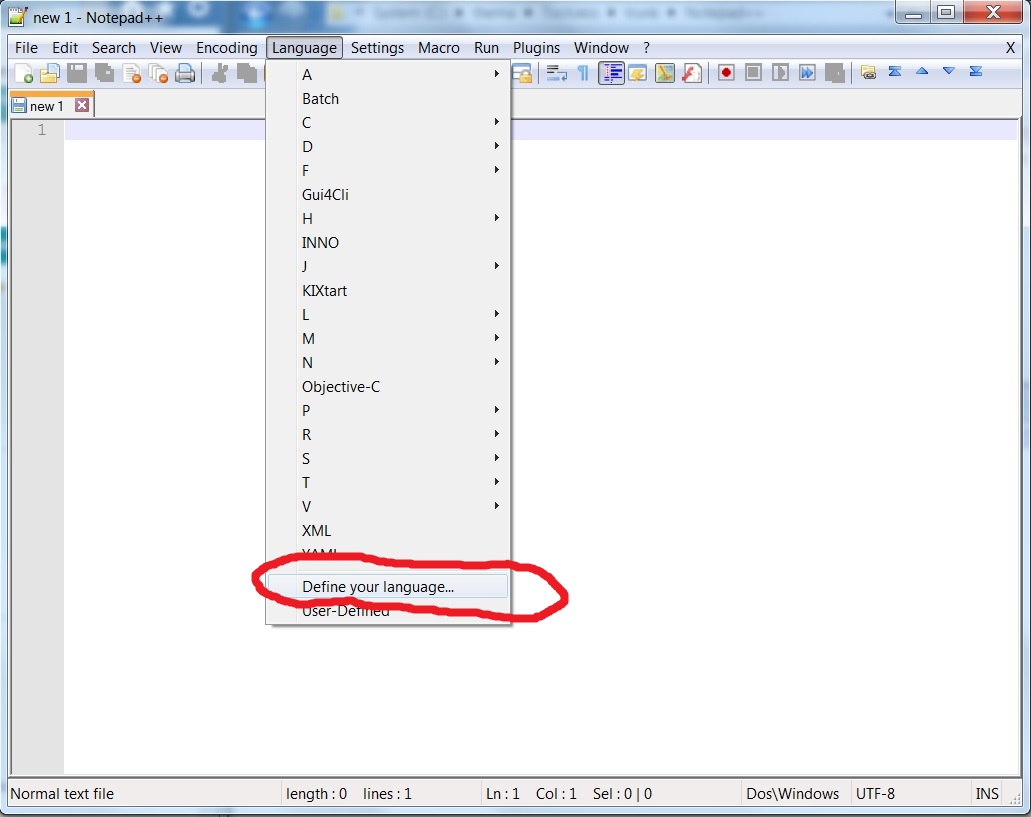 new 1 - Notepad++
File Edit Search View Encoding Language Settings Macro Run Plugins Window ? X
new 1
1
A
Batch
C
D
F
Gui4Cli
H
INNO
J
KIXtart
L
M
N
Objective-C
P
R
S
T
V
XML
YAML
Define your language...
User-Defined
Normal text file length : 0 lines : 1 Ln : 1 Col : 1 Sel : 0 | 0 Dos\Windows UTF-8 INS